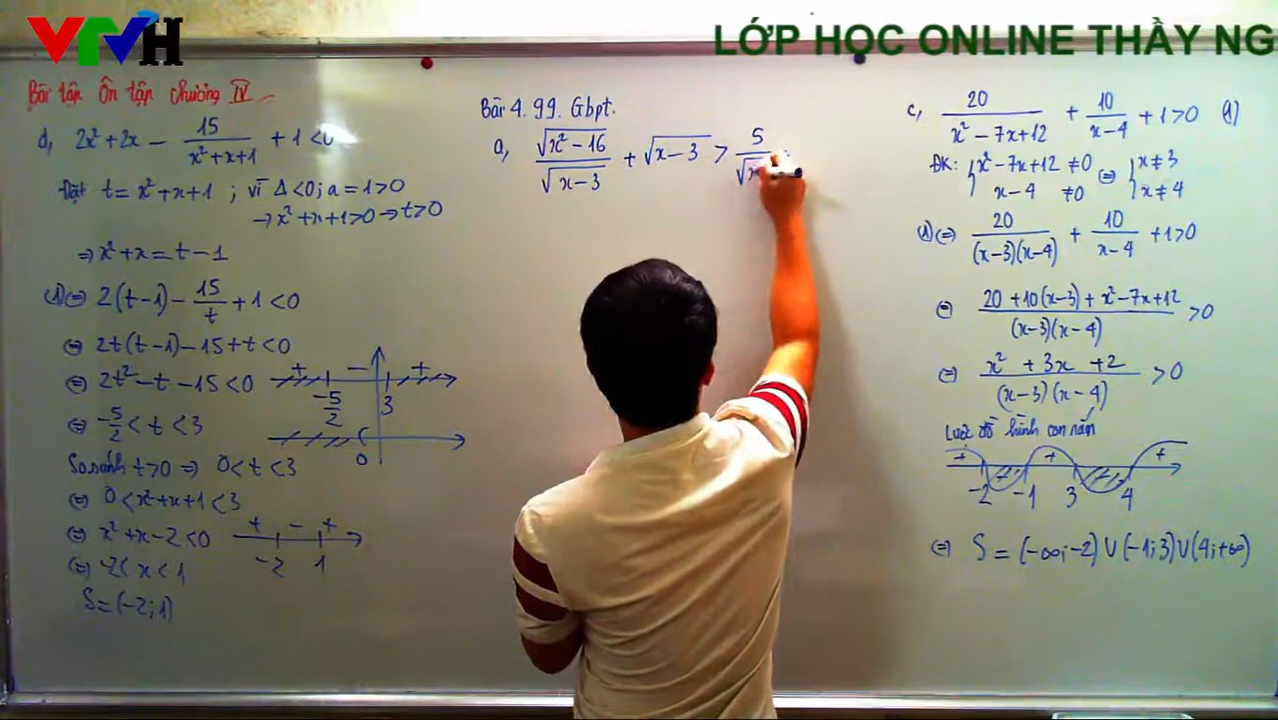 VTV7H
LỚP HỌC ONLINE THẦY NG
Bài tập Ôn tập chương IV
d, 2x² + 2x − 15/(x² + x + 1) + 1 < 0
Đặt t = x² + x + 1 ; vì Δ < 0; a = 1 > 0
→ x² + x + 1 > 0 → t > 0
⇒ x² + x = t − 1
(1) ⇔ 2(t−1) − 15/t + 1 < 0
⇔ 2t(t−1) − 15 + t < 0
⇔ 2t² − t − 15 < 0
+ − +
−5/2 3
⇔ −5/2 < t < 3
0
So sánh t > 0 ⇒ 0 < t < 3
⇔ 0 < x² + x + 1 < 3
⇔ x² + x − 2 < 0
+ − +
−2 1
⇔ −2 < x < 1
S = (−2; 1)
Bài 4.99. Gbpt.
a, √(x² − 16)/√(x − 3) + √(x − 3) > 5/√
c, 20/(x² − 7x + 12) + 10/(x − 4) + 1 > 0 (1)
ĐK: { x² − 7x + 12 ≠ 0 ⇔ { x ≠ 3
x − 4 ≠ 0 x ≠ 4
(1) ⇔ 20/((x−3)(x−4)) + 10/(x−4) + 1 > 0
⇔ (20 + 10(x−3) + x² − 7x + 12)/((x−3)(x−4)) > 0
⇔ (x² + 3x + 2)/((x−3)(x−4)) > 0
Lược đồ hình con rắn
+ + +
−2 −1 3 4
⇔ S = (−∞; −2) ∪ (−1; 3) ∪ (4; +∞)